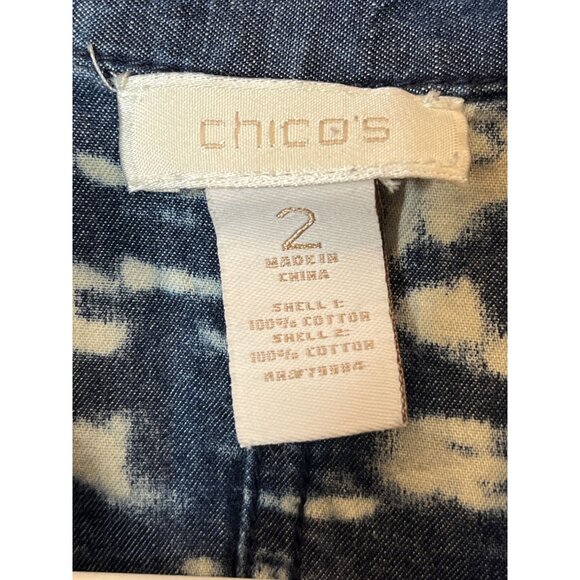 chico's
2
MADE IN
CHINA
SHELL 1:
100% COTTON
SHELL 2:
100% COTTON